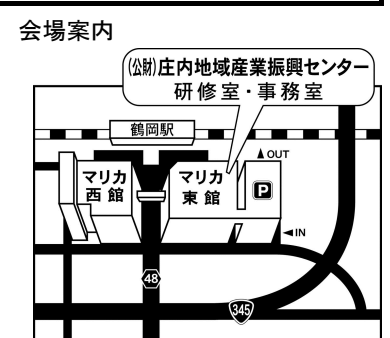 会場案内
(公財)庄内地域産業振興センター
研修室・事務室
鶴岡駅
▲OUT
マリカ
西館
マリカ
東館
P
◀IN
48
345